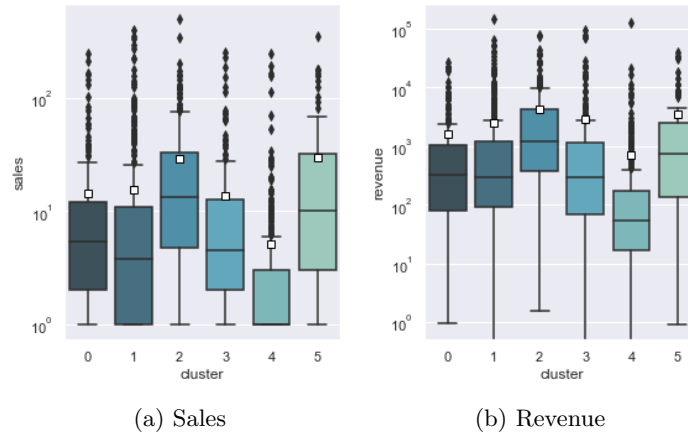 sales
10²
10¹
10⁰
0 1 2 3 4 5
cluster
(a) Sales
revenue
10⁵
10⁴
10³
10²
10¹
10⁰
0 1 2 3 4 5
cluster
(b) Revenue